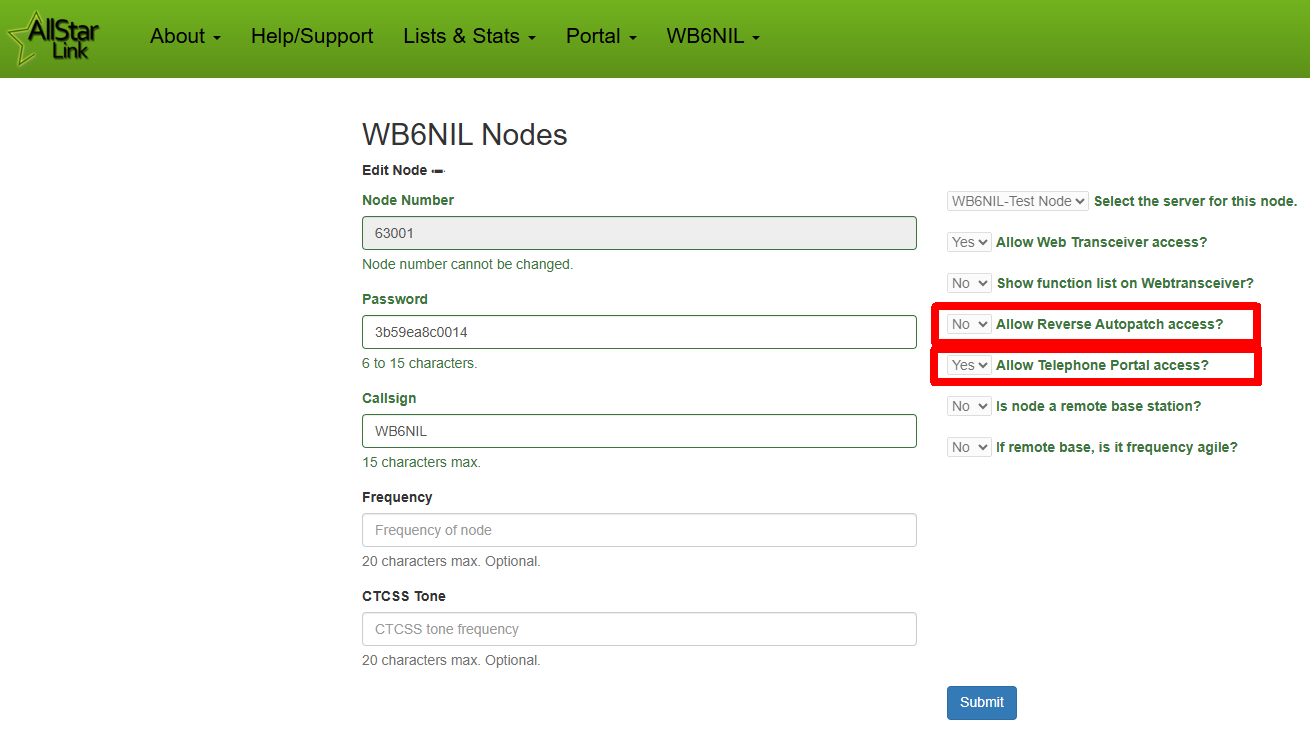 AllStar
Link
About
Help/Support
Lists & Stats
Portal
WB6NIL
WB6NIL Nodes
Edit Node
Node Number
63001
Node number cannot be changed.
Password
3b59ea8c0014
6 to 15 characters.
Callsign
WB6NIL
15 characters max.
Frequency
Frequency of node
20 characters max. Optional.
CTCSS Tone
CTCSS tone frequency
20 characters max. Optional.
WB6NIL-Test Node Select the server for this node.
Yes Allow Web Transceiver access?
No Show function list on Webtransceiver?
No Allow Reverse Autopatch access?
Yes Allow Telephone Portal access?
No Is node a remote base station?
No If remote base, is it frequency agile?
Submit